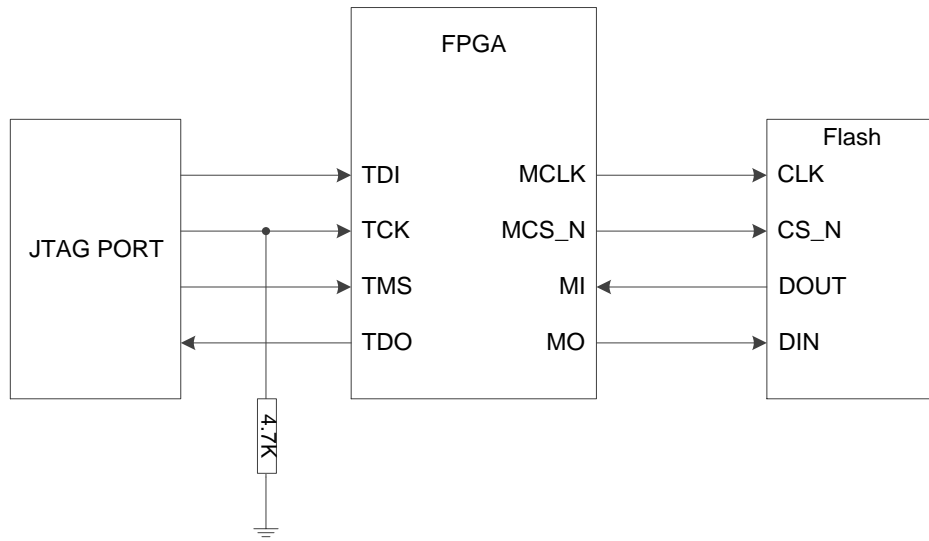 FPGA
Flash
TDI
MCLK
CLK
TCK
MCS_N
CS_N
JTAG PORT
TMS
MI
DOUT
TDO
MO
DIN
4.7K